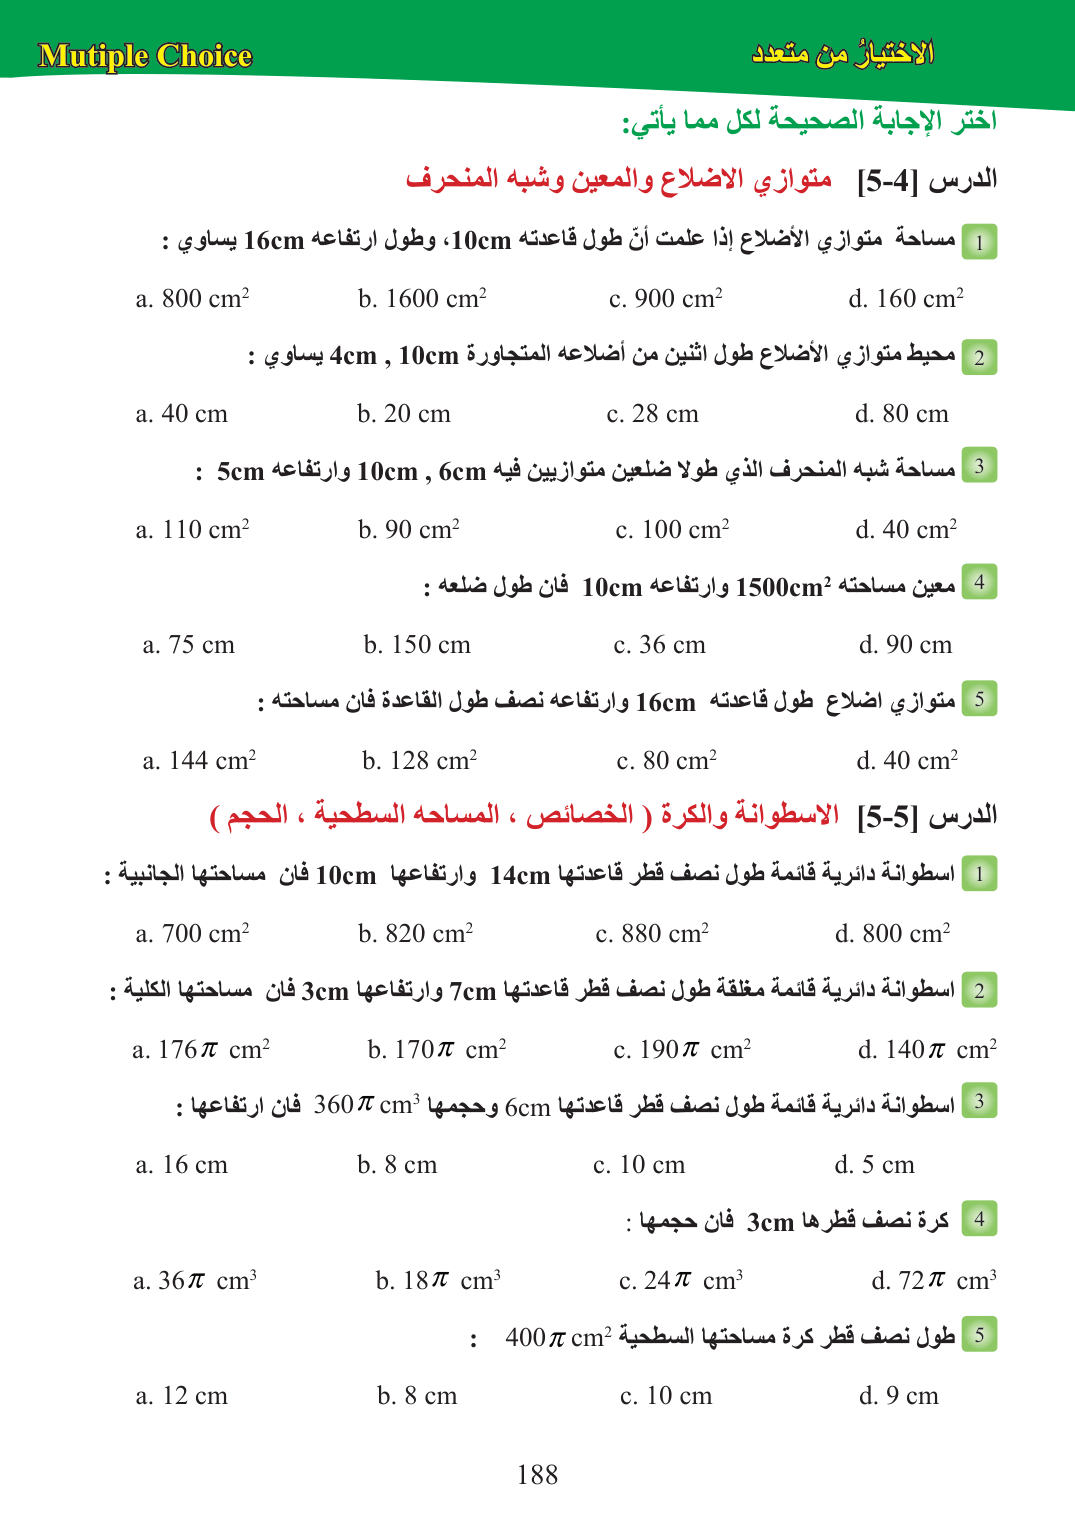 Mutiple Choice
الاختيارُ من متعدد
اختر الإجابة الصحيحة لكل مما يأتي:
الدرس [5-4] متوازي الاضلاع والمعين وشبه المنحرف
1 مساحة متوازي الأضلاع إذا علمت أنّ طول قاعدته 10cm، وطول ارتفاعه 16cm يساوي :
a. 800 cm² b. 1600 cm² c. 900 cm² d. 160 cm²
2 محيط متوازي الأضلاع طول اثنين من أضلاعه المتجاورة 4cm , 10cm يساوي :
a. 40 cm b. 20 cm c. 28 cm d. 80 cm
3 مساحة شبه المنحرف الذي طولا ضلعين متوازيين فيه 10cm , 6cm وارتفاعه 5cm :
a. 110 cm² b. 90 cm² c. 100 cm² d. 40 cm²
4 معين مساحته 1500cm² وارتفاعه 10cm فان طول ضلعه :
a. 75 cm b. 150 cm c. 36 cm d. 90 cm
5 متوازي اضلاع طول قاعدته 16cm وارتفاعه نصف طول القاعدة فان مساحته :
a. 144 cm² b. 128 cm² c. 80 cm² d. 40 cm²
الدرس [5-5] الاسطوانة والكرة ( الخصائص ، المساحه السطحية ، الحجم )
1 اسطوانة دائرية قائمة طول نصف قطر قاعدتها 14cm وارتفاعها 10cm فان مساحتها الجانبية :
a. 700 cm² b. 820 cm² c. 880 cm² d. 800 cm²
2 اسطوانة دائرية قائمة مغلقة طول نصف قطر قاعدتها 7cm وارتفاعها 3cm فان مساحتها الكلية :
a. 176π cm² b. 170π cm² c. 190π cm² d. 140π cm²
3 اسطوانة دائرية قائمة طول نصف قطر قاعدتها 6cm وحجمها 360π cm³ فان ارتفاعها :
a. 16 cm b. 8 cm c. 10 cm d. 5 cm
4 كرة نصف قطرها 3cm فان حجمها :
a. 36π cm³ b. 18π cm³ c. 24π cm³ d. 72π cm³
5 طول نصف قطر كرة مساحتها السطحية 400π cm² :
a. 12 cm b. 8 cm c. 10 cm d. 9 cm
188